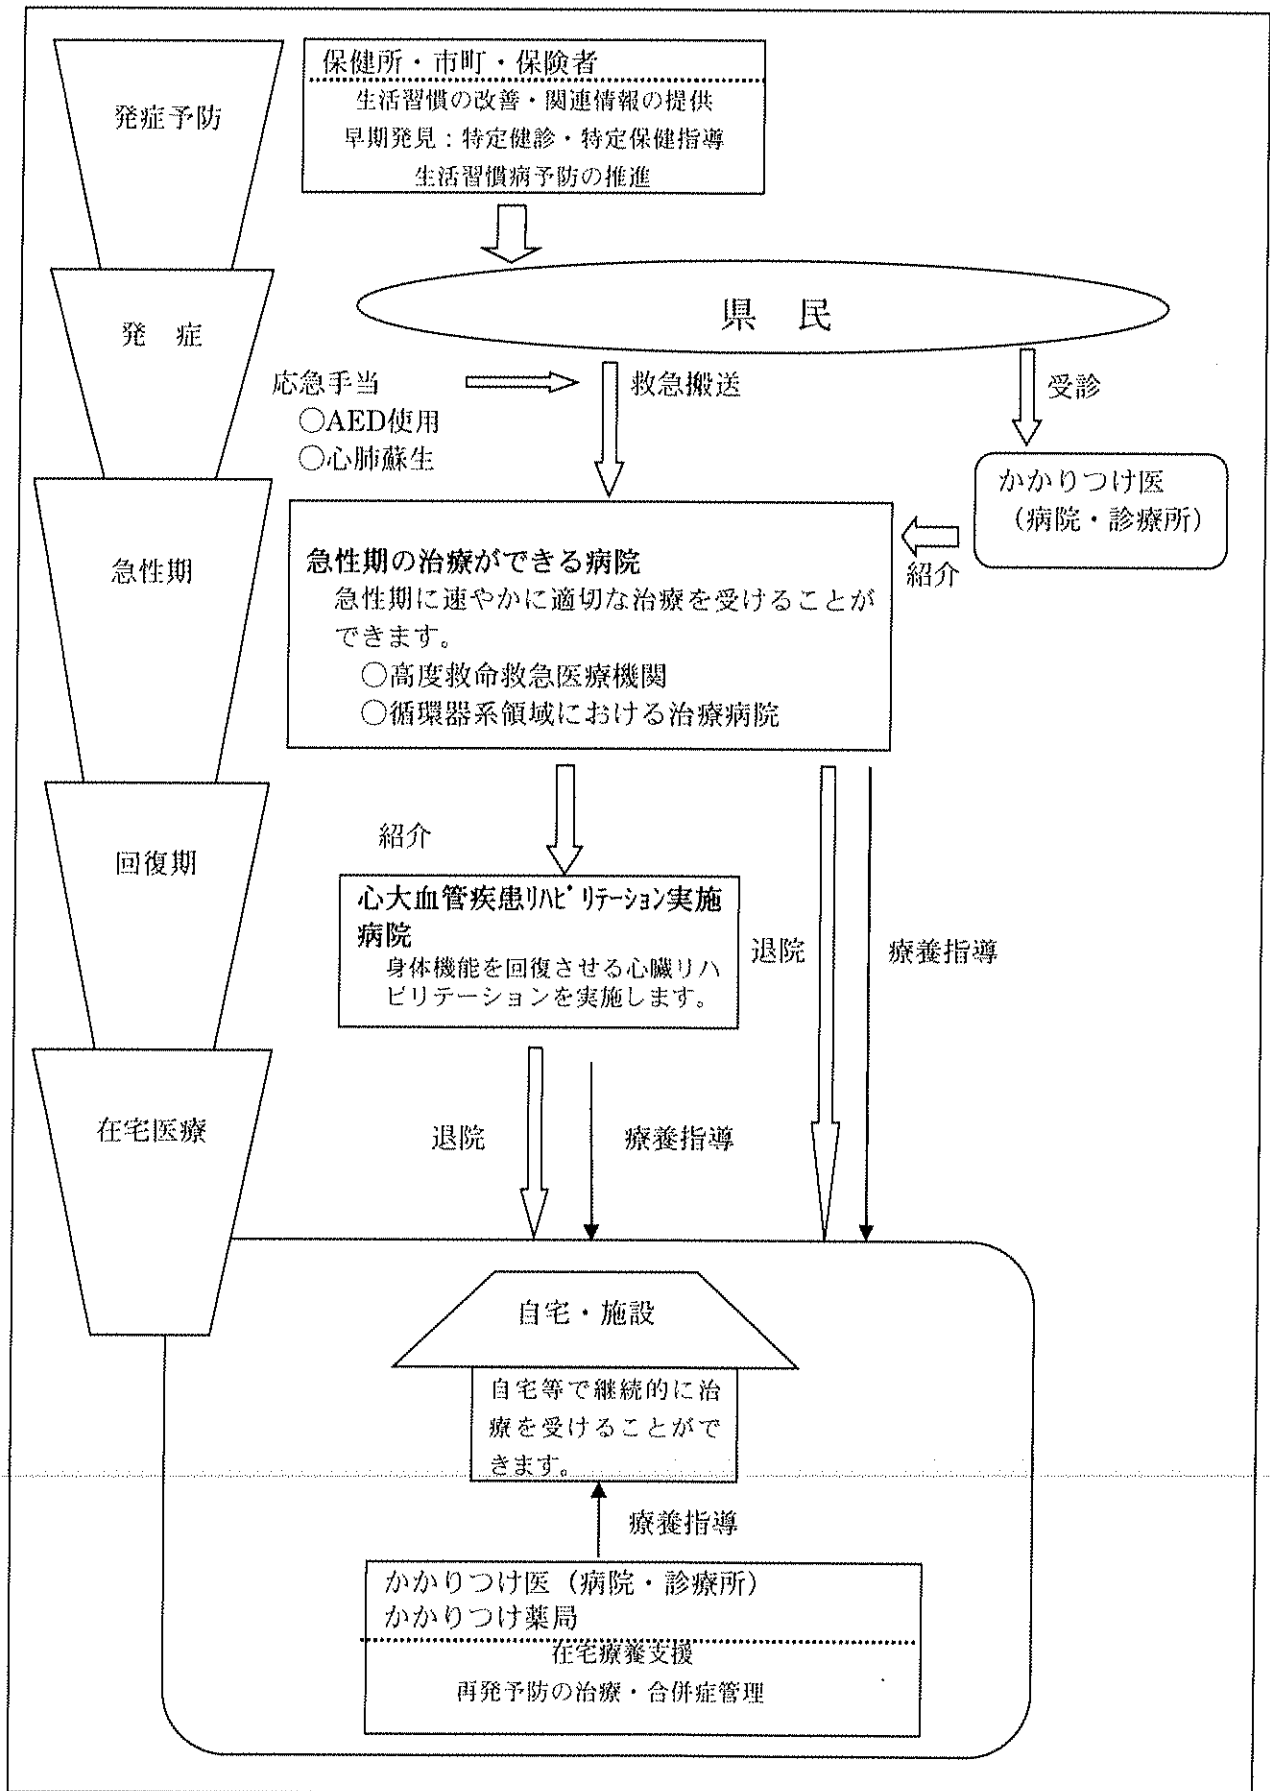 発症予防
保健所・市町・保険者
生活習慣の改善・関連情報の提供
早期発見：特定健診・特定保健指導
生活習慣病予防の推進
発　症
県　民
応急手当
○AED使用
○心肺蘇生
救急搬送
受診
かかりつけ医
（病院・診療所）
紹介
急性期
急性期の治療ができる病院
急性期に速やかに適切な治療を受けることが
できます。
○高度救命救急医療機関
○循環器系領域における治療病院
回復期
紹介
心大血管疾患ﾘﾊﾋﾞﾘﾃｰｼｮﾝ実施
病院
身体機能を回復させる心臓リハ
ビリテーションを実施します。
退院
療養指導
在宅医療
退院
療養指導
自宅・施設
自宅等で継続的に治
療を受けることがで
きます。
療養指導
かかりつけ医（病院・診療所）
かかりつけ薬局
在宅療養支援
再発予防の治療・合併症管理